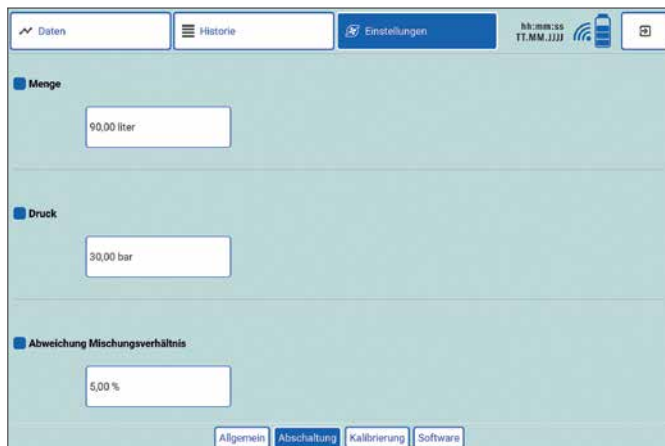 Daten
Historie
Einstellungen
hh:mm:ss
TT.MM.JJJJ
Menge
90,00 liter
Druck
30,00 bar
Abweichung Mischungsverhältnis
5,00 %
Allgemein Abschaltung Kalibrierung Software